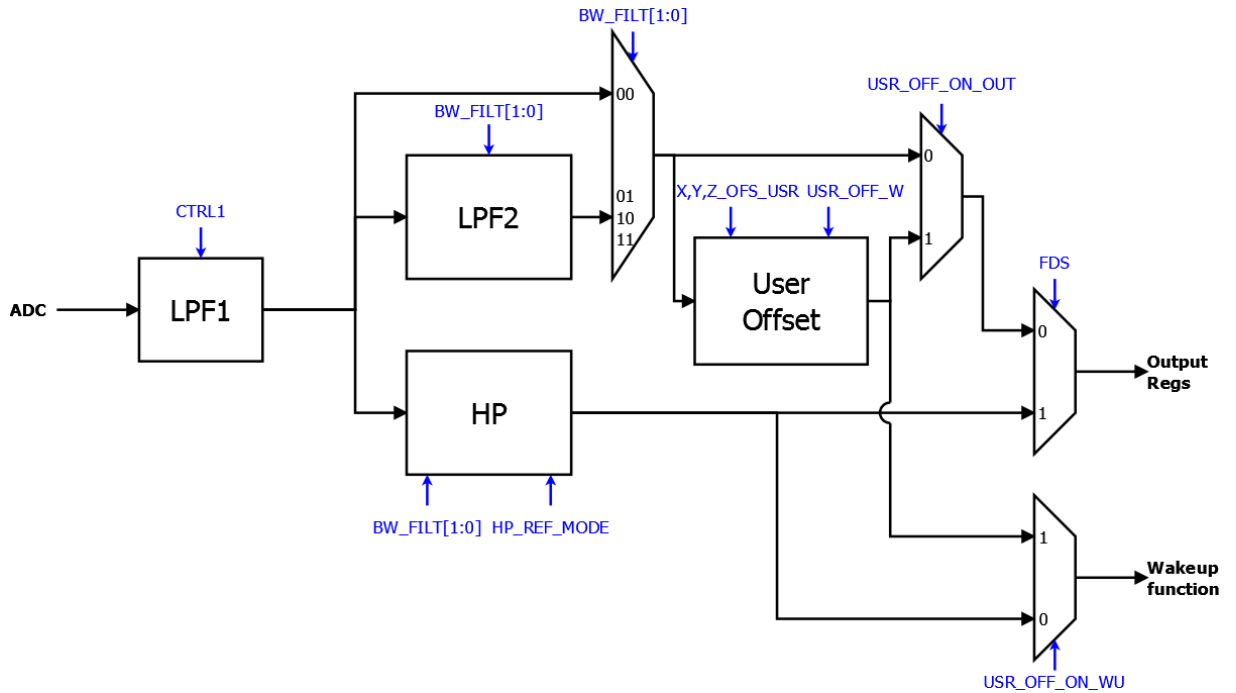 BW_FILT[1:0]
00
01
10
11
USR_OFF_ON_OUT
0
1
BW_FILT[1:0]
LPF2
X,Y,Z_OFS_USR
USR_OFF_W
User
Offset
CTRL1
LPF1
ADC
FDS
0
1
Output
Regs
HP
BW_FILT[1:0]
HP_REF_MODE
1
0
Wakeup
function
USR_OFF_ON_WU